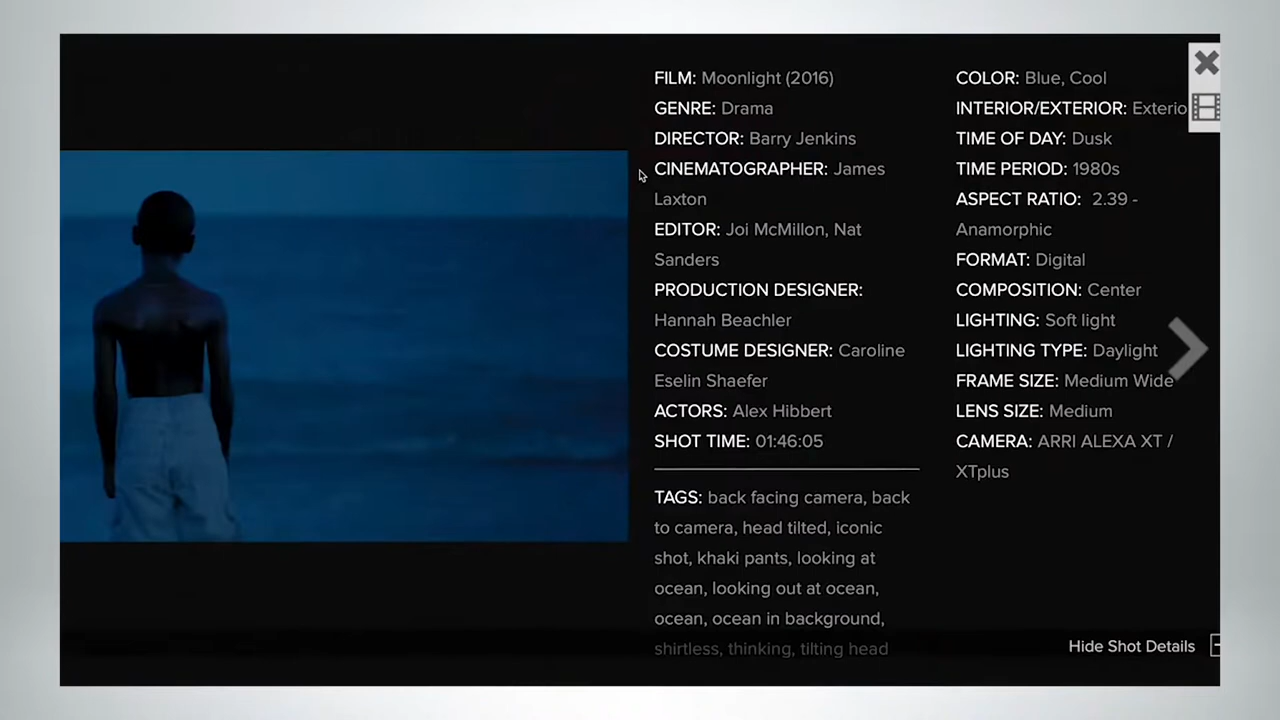 FILM: Moonlight (2016)
GENRE: Drama
DIRECTOR: Barry Jenkins
CINEMATOGRAPHER: James
Laxton
EDITOR: Joi McMillon, Nat
Sanders
PRODUCTION DESIGNER:
Hannah Beachler
COSTUME DESIGNER: Caroline
Eselin Shaefer
ACTORS: Alex Hibbert
SHOT TIME: 01:46:05
TAGS: back facing camera, back
to camera, head tilted, iconic
shot, khaki pants, looking at
ocean, looking out at ocean,
ocean, ocean in background,
shirtless, thinking, tilting head
COLOR: Blue, Cool
INTERIOR/EXTERIOR: Exterio
TIME OF DAY: Dusk
TIME PERIOD: 1980s
ASPECT RATIO: 2.39 -
Anamorphic
FORMAT: Digital
COMPOSITION: Center
LIGHTING: Soft light
LIGHTING TYPE: Daylight
FRAME SIZE: Medium Wide
LENS SIZE: Medium
CAMERA: ARRI ALEXA XT /
XTplus
Hide Shot Details